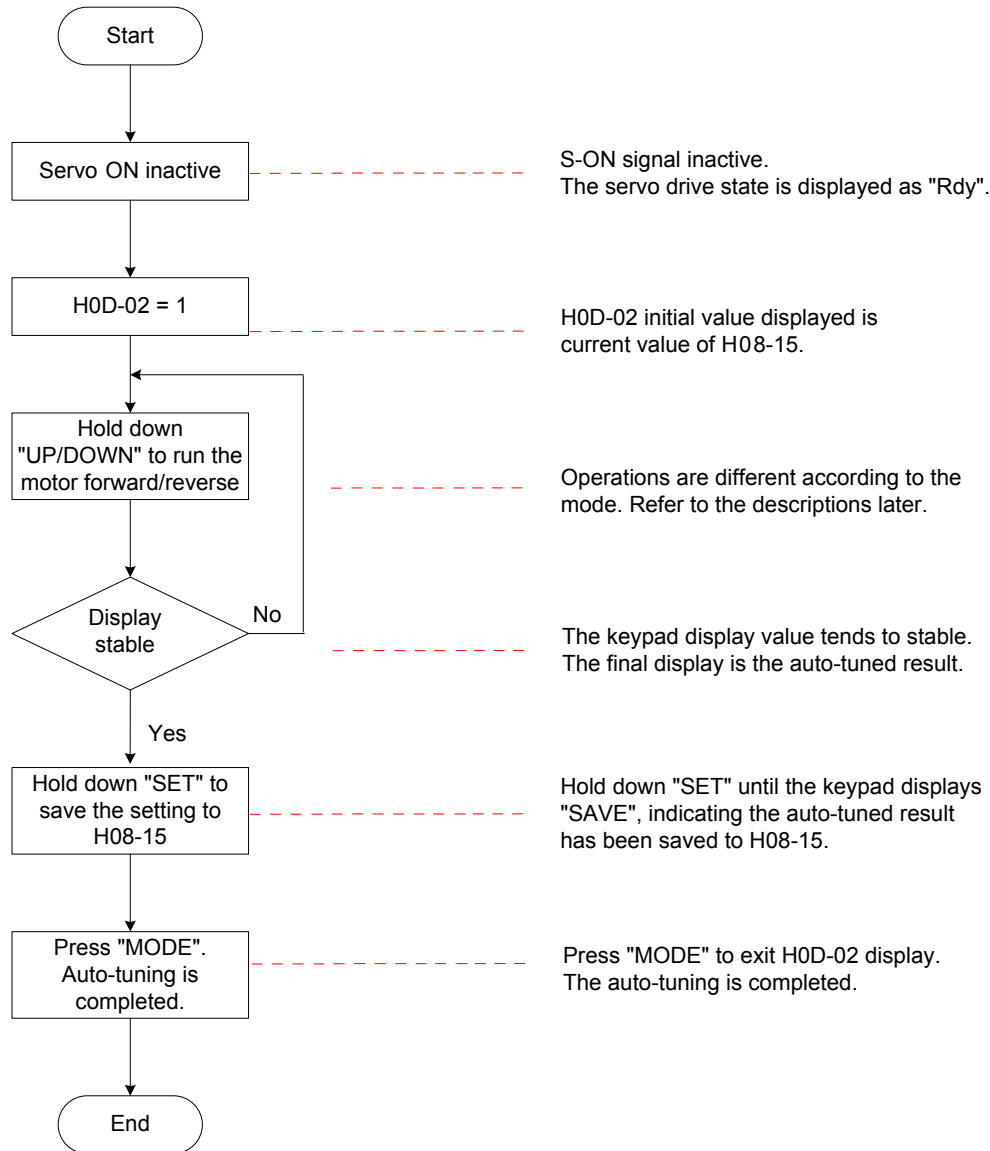 Start
Servo ON inactive
S-ON signal inactive.
The servo drive state is displayed as "Rdy".
H0D-02 = 1
H0D-02 initial value displayed is
current value of H08-15.
Hold down
"UP/DOWN" to run the
motor forward/reverse
Operations are different according to the
mode. Refer to the descriptions later.
Display
stable
No
The keypad display value tends to stable.
The final display is the auto-tuned result.
Yes
Hold down "SET" to
save the setting to
H08-15
Hold down "SET" until the keypad displays
"SAVE", indicating the auto-tuned result
has been saved to H08-15.
Press "MODE".
Auto-tuning is
completed.
Press "MODE" to exit H0D-02 display.
The auto-tuning is completed.
End